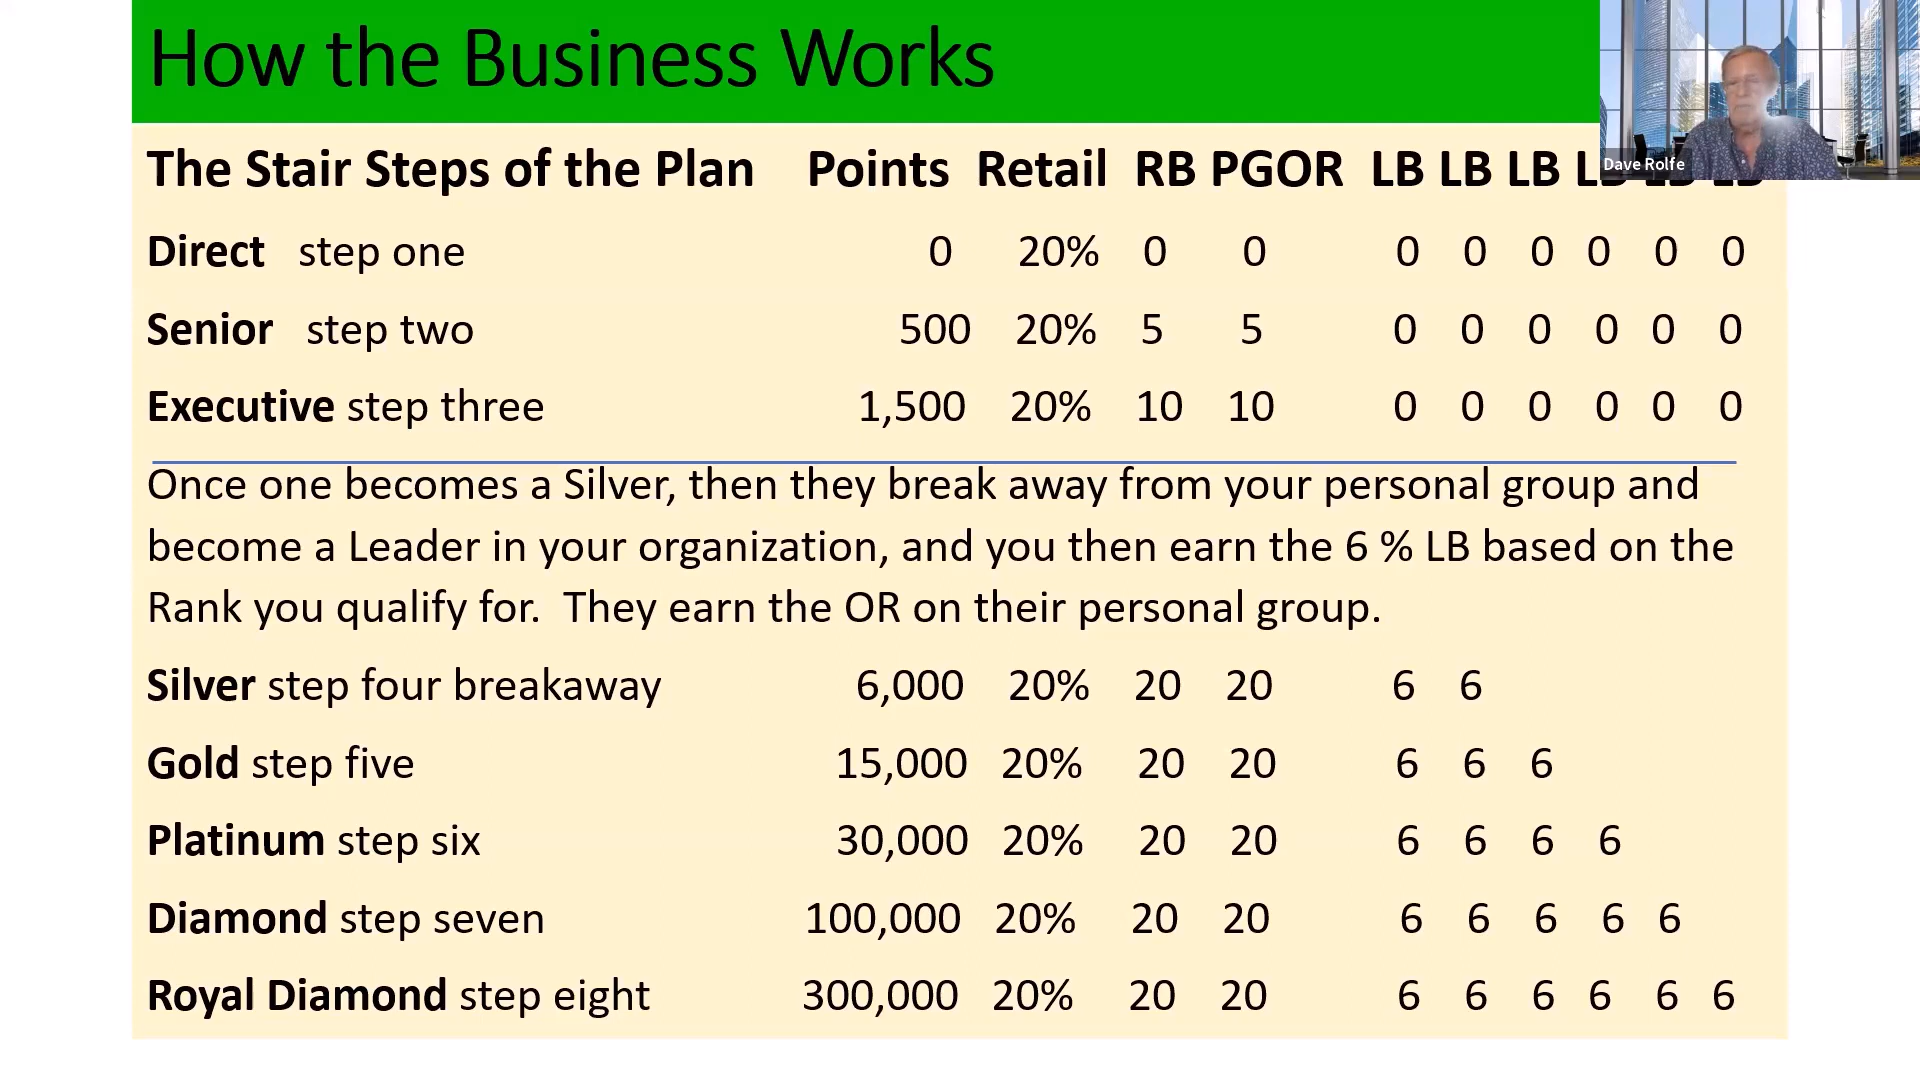 How the Business Works
Dave Rolfe
The Stair Steps of the Plan Points Retail RB PGOR LB LB LB LB LB LB
Direct step one 0 20% 0 0 0 0 0 0 0 0
Senior step two 500 20% 5 5 0 0 0 0 0 0
Executive step three 1,500 20% 10 10 0 0 0 0 0 0
Once one becomes a Silver, then they break away from your personal group and
become a Leader in your organization, and you then earn the 6 % LB based on the
Rank you qualify for. They earn the OR on their personal group.
Silver step four breakaway 6,000 20% 20 20 6 6
Gold step five 15,000 20% 20 20 6 6 6
Platinum step six 30,000 20% 20 20 6 6 6 6
Diamond step seven 100,000 20% 20 20 6 6 6 6 6
Royal Diamond step eight 300,000 20% 20 20 6 6 6 6 6 6